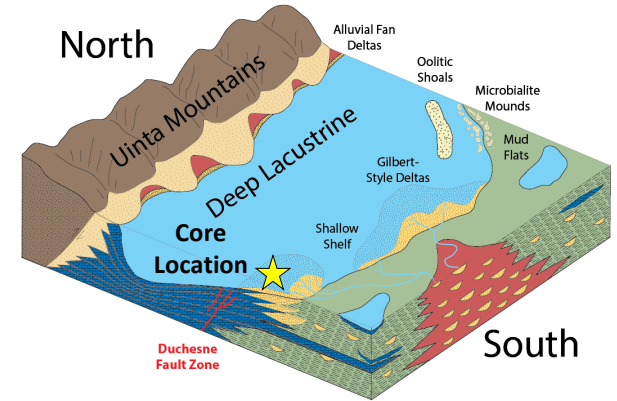 North
Alluvial Fan
Deltas
Oolitic
Shoals
Microbialite
Mounds
Uinta Mountains
Mud
Flats
Deep Lacustrine
Gilbert-
Style Deltas
Core
Location
Shallow
Shelf
Duchesne
Fault Zone
South